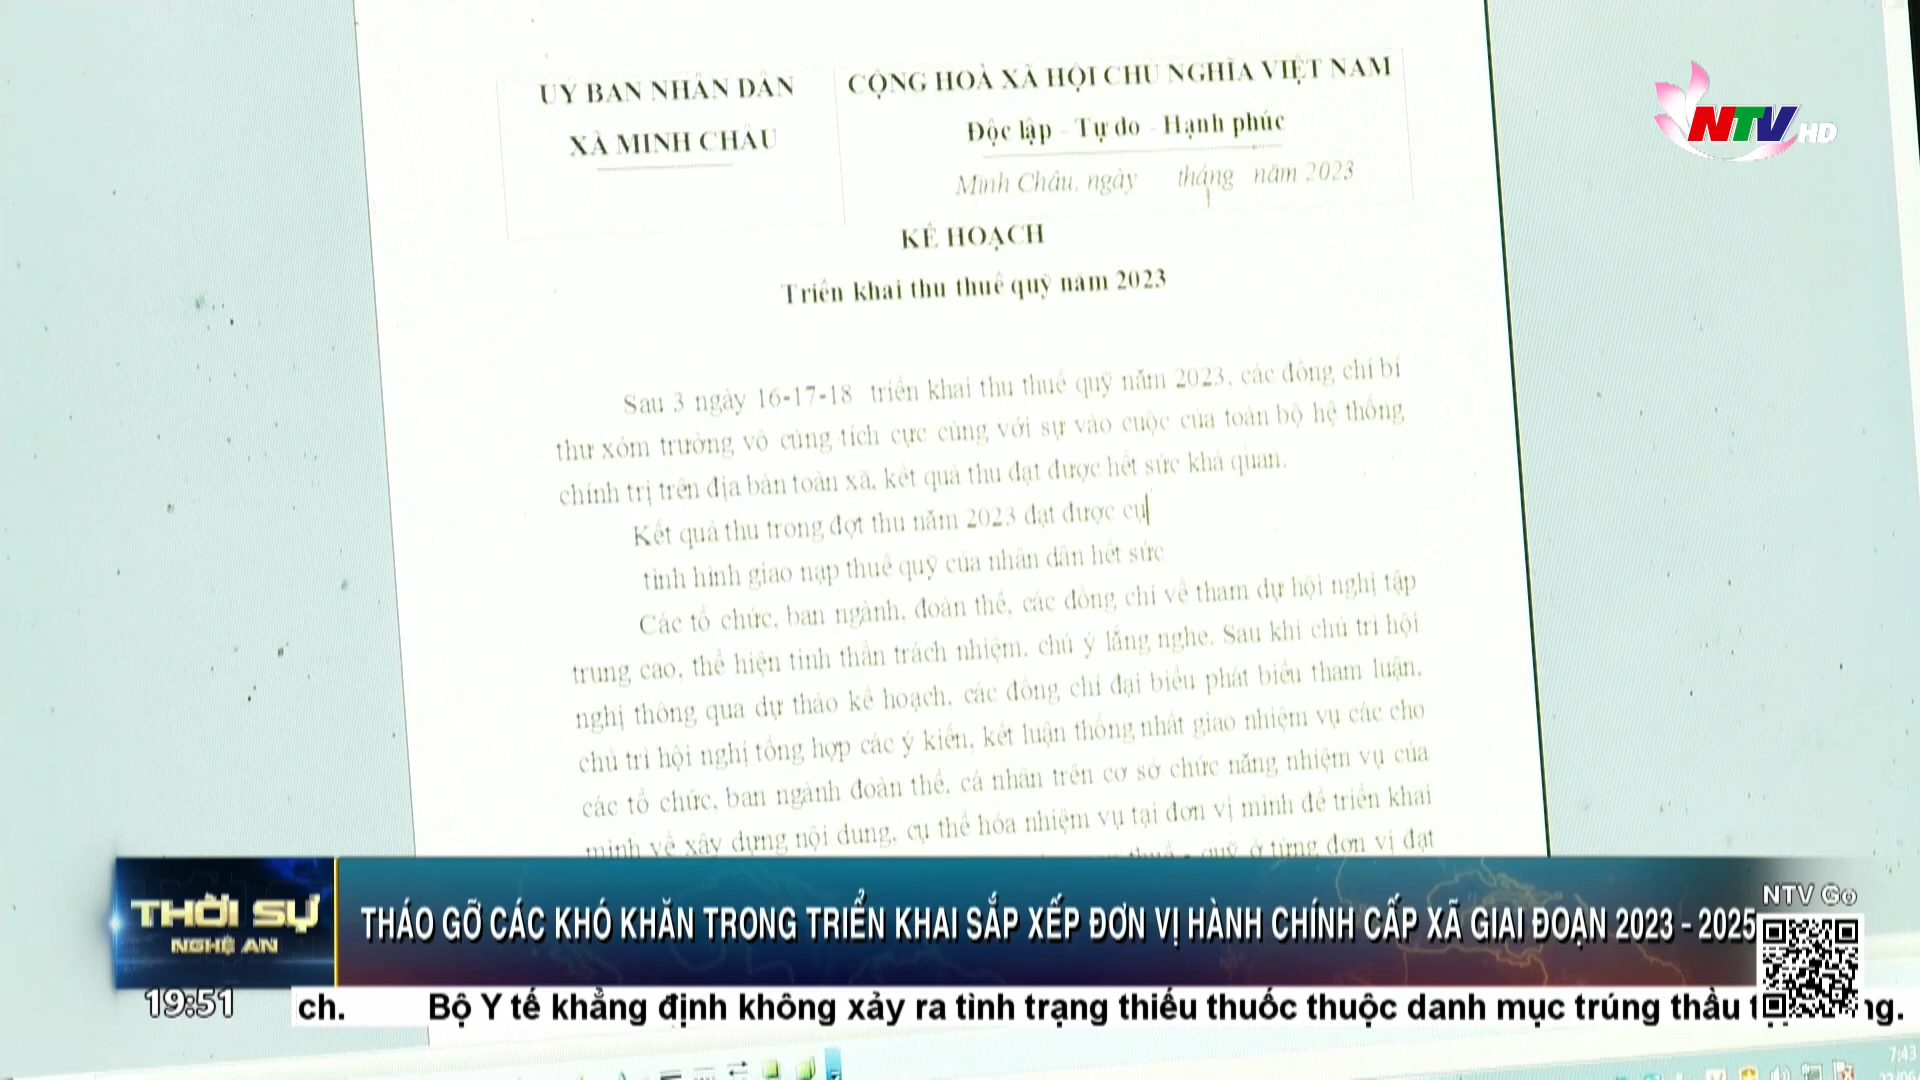 UỶ BAN NHÂN DÂN
XÃ MINH CHÂU
CỘNG HOÀ XÃ HỘI CHỦ NGHĨA VIỆT NAM
Độc lập - Tự do - Hạnh phúc
Minh Châu, ngày tháng năm 2023
KẾ HOẠCH
Triển khai thu thuế quỹ năm 2023
Sau 3 ngày 16-17-18 triển khai thu thuế quỹ năm 2023, các đồng chí bí
thư xóm trưởng vô cùng tích cực cùng với sự vào cuộc của toàn bộ hệ thống
chính trị trên địa bàn toàn xã, kết quả thu đạt được hết sức khả quan.
Kết quả thu trong đợt thu năm 2023 đạt được cụ
tình hình giao nạp thuế quỹ của nhân dân hết sức
Các tổ chức, ban ngành, đoàn thể, các đồng chí về tham dự hội nghị tập
trung cao, thể hiện tinh thần trách nhiệm, chú ý lắng nghe. Sau khi chủ trì hội
nghị thông qua dự thảo kế hoạch, các đồng chí đại biểu phát biểu tham luận,
chủ trì hội nghị tổng hợp các ý kiến, kết luận thống nhất giao nhiệm vụ các cho
các tổ chức, ban ngành đoàn thể, cá nhân trên cơ sở chức năng nhiệm vụ của
mình về xây dựng nội dung, cụ thể hóa nhiệm vụ tại đơn vị mình để triển khai
thuế - quỹ ở từng đơn vị đạt
NTV HD
THỜI SỰ
NGHỆ AN
THÁO GỠ CÁC KHÓ KHĂN TRONG TRIỂN KHAI SẮP XẾP ĐƠN VỊ HÀNH CHÍNH CẤP XÃ GIAI ĐOẠN 2023 - 2025
NTV Go
19:51
ch. Bộ Y tế khẳng định không xảy ra tình trạng thiếu thuốc thuộc danh mục trúng thầu
7:43